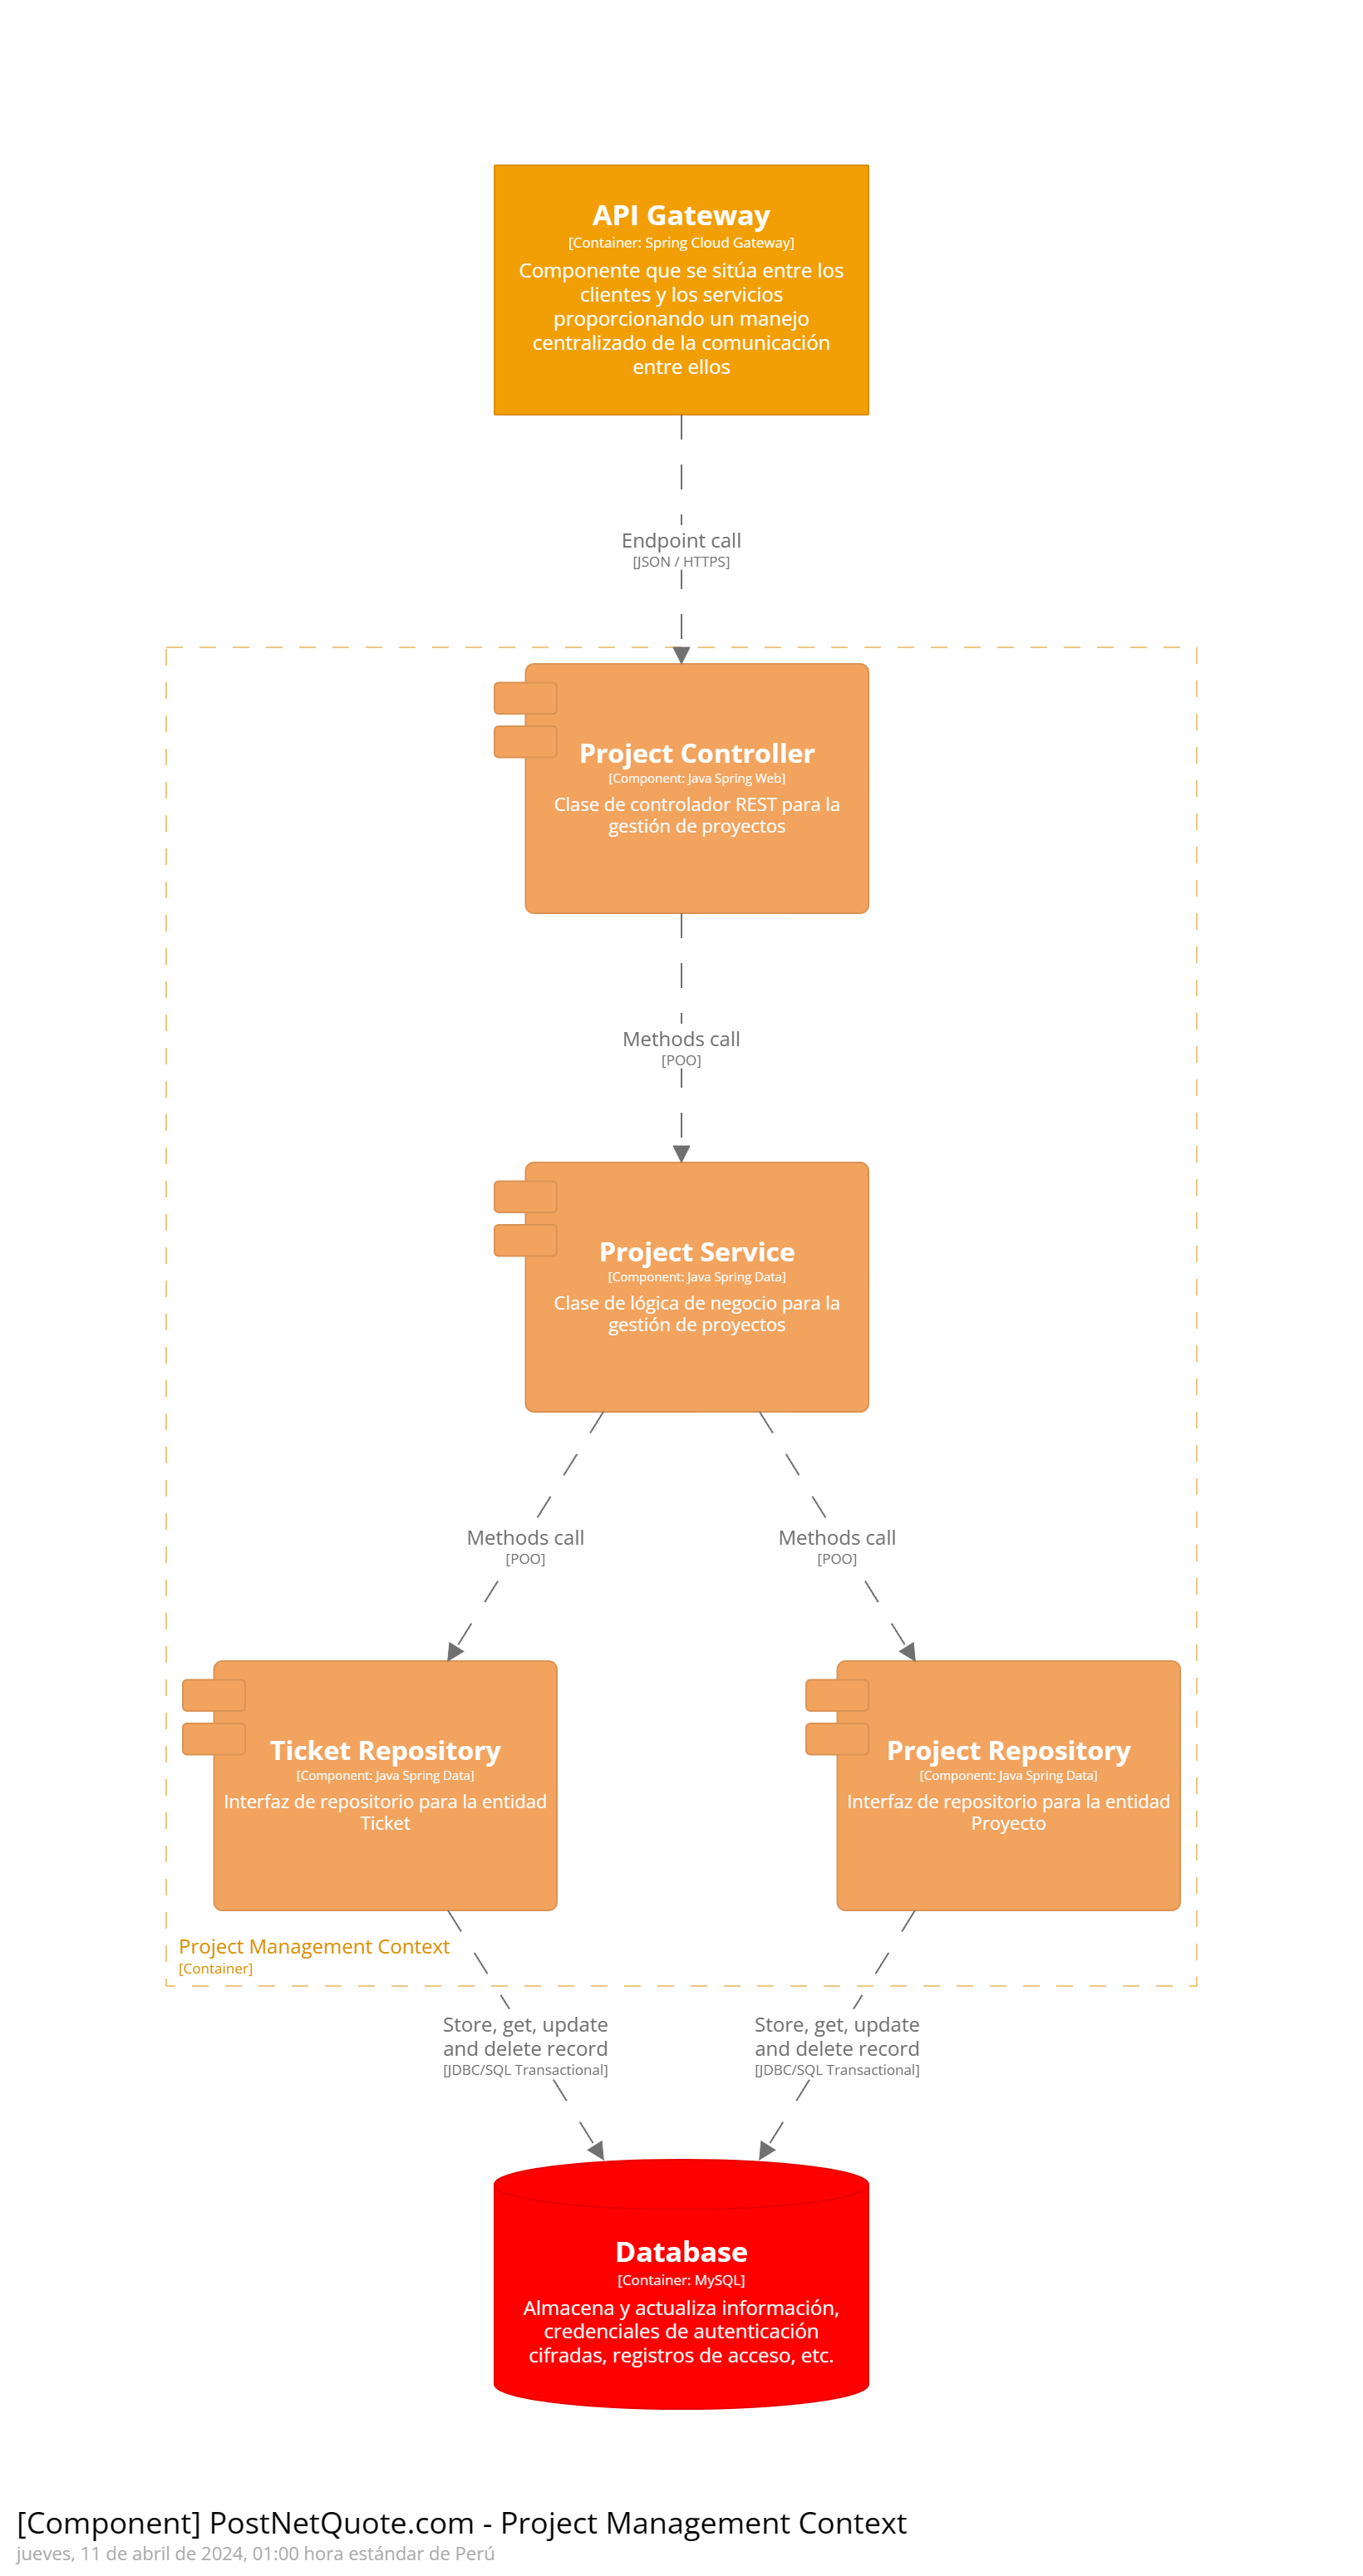 API Gateway
[Container: Spring Cloud Gateway]
Componente que se sitúa entre los
clientes y los servicios
proporcionando un manejo
centralizado de la comunicación
entre ellos
Endpoint call
[JSON / HTTPS]
Project Controller
[Component: Java Spring Web]
Clase de controlador REST para la
gestión de proyectos
Methods call
[POO]
Project Service
[Component: Java Spring Data]
Clase de lógica de negocio para la
gestión de proyectos
Methods call
[POO]
Methods call
[POO]
Ticket Repository
[Component: Java Spring Data]
Interfaz de repositorio para la entidad
Ticket
Project Repository
[Component: Java Spring Data]
Interfaz de repositorio para la entidad
Proyecto
Project Management Context
[Container]
Store, get, update
and delete record
[JDBC/SQL Transactional]
Store, get, update
and delete record
[JDBC/SQL Transactional]
Database
[Container: MySQL]
Almacena y actualiza información,
credenciales de autenticación
cifradas, registros de acceso, etc.
[Component] PostNetQuote.com - Project Management Context
jueves, 11 de abril de 2024, 01:00 hora estándar de Perú